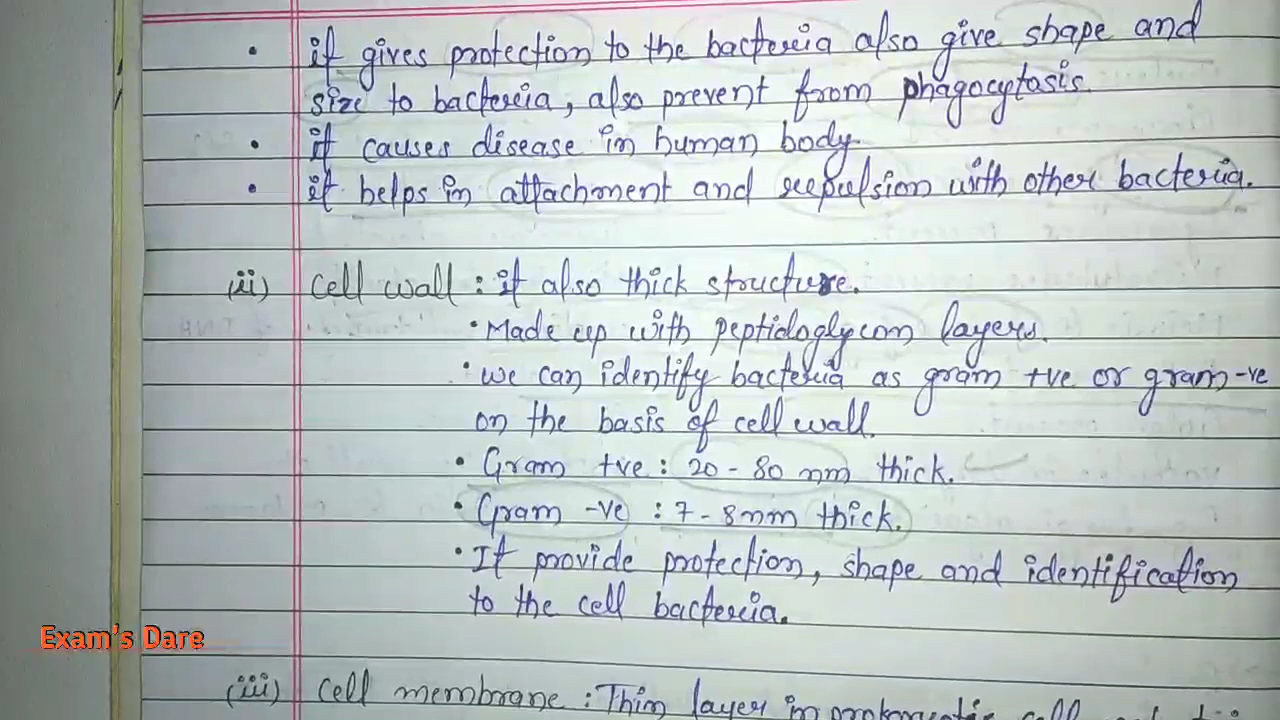 • it gives protection to the bacteria also give shape and
size to bacteria, also prevent from phagocytosis.
• it causes disease in human body.
• it helps in attachment and repulsion with other bacteria.
(ii) Cell wall : it also thick structure.
• Made up with peptidoglycan layers.
• we can identify bacteria as gram +ve or gram -ve
on the basis of cell wall.
• Gram +ve : 20 - 80 nm thick.
• Gram -ve : 7 - 8 nm thick.
• It provide protection, shape and identification
to the cell bacteria.
Exam's Dare
(iii) Cell membrane : Thin layer in prokaryotic cell